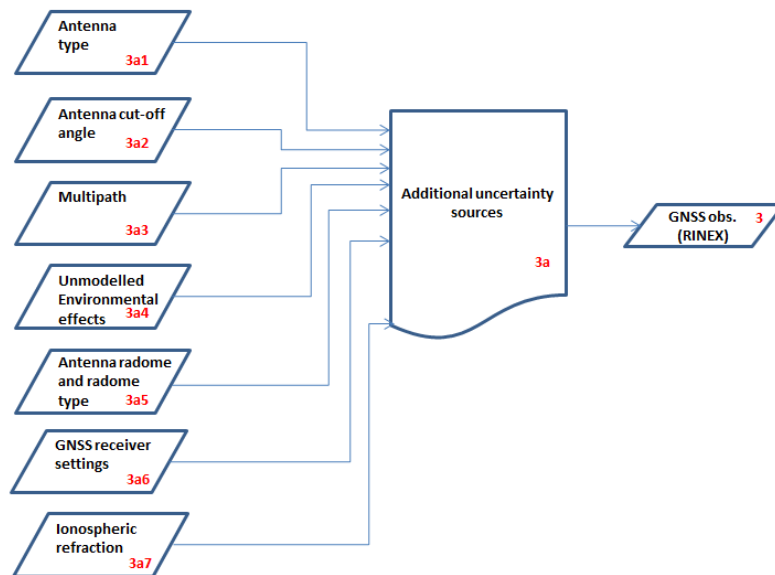 Antenna
type
3a1
Antenna cut-off
angle
3a2
Multipath
3a3
Unmodelled
Environmental
effects
3a4
Antenna radome
and radome
type
3a5
GNSS receiver
settings
3a6
Ionospheric
refraction
3a7
Additional uncertainty
sources
3a
GNSS obs. 3
(RINEX)